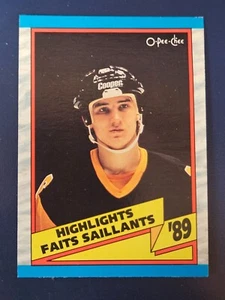 O-Pee-Chee
COOPER
HIGHLIGHTS
FAITS SAILLANTS
'89